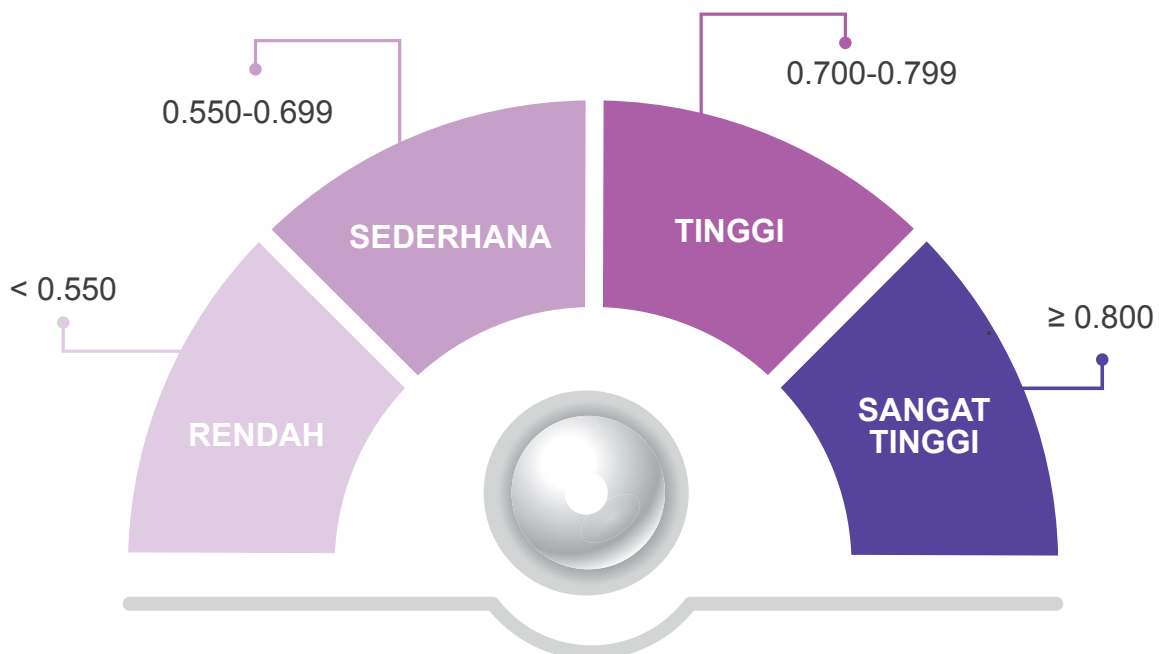 0.700-0.799
0.550-0.699
TINGGI
SEDERHANA
< 0.550
≥ 0.800
SANGAT
TINGGI
RENDAH